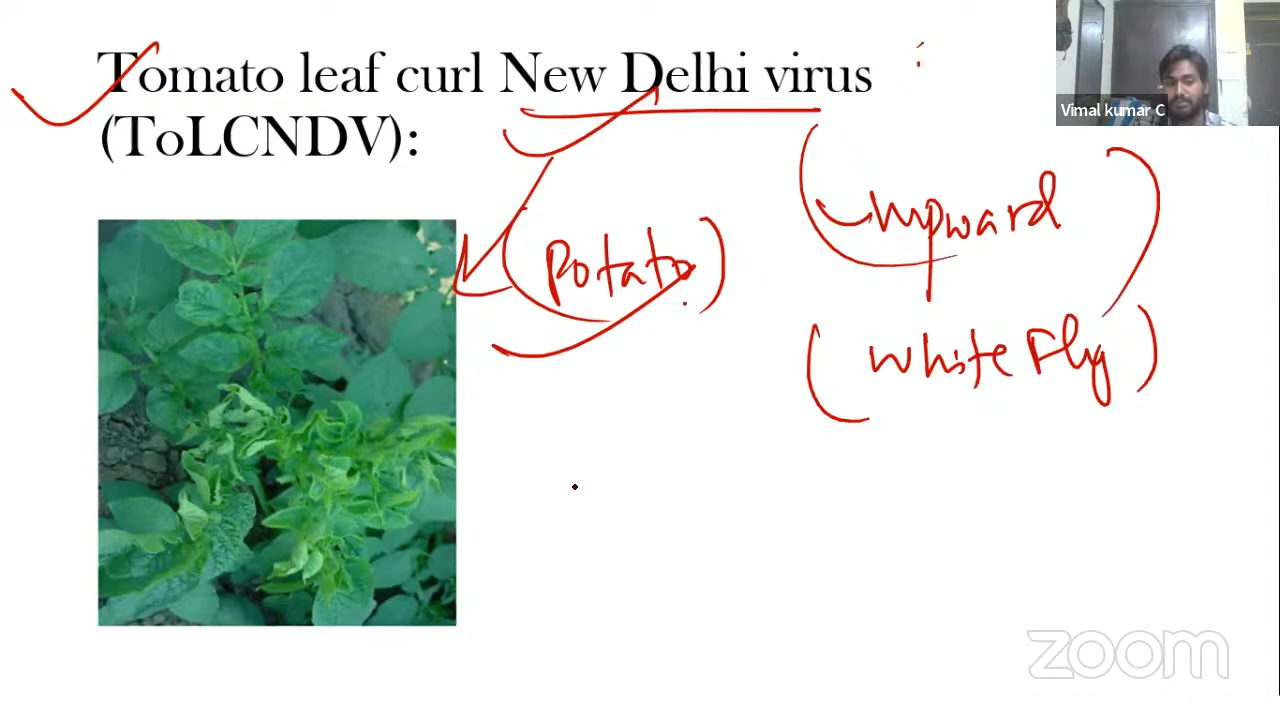 Tomato leaf curl New Delhi virus
(ToLCNDV):
Vimal kumar C
upward
(Potato)
(White Fly)
zoom